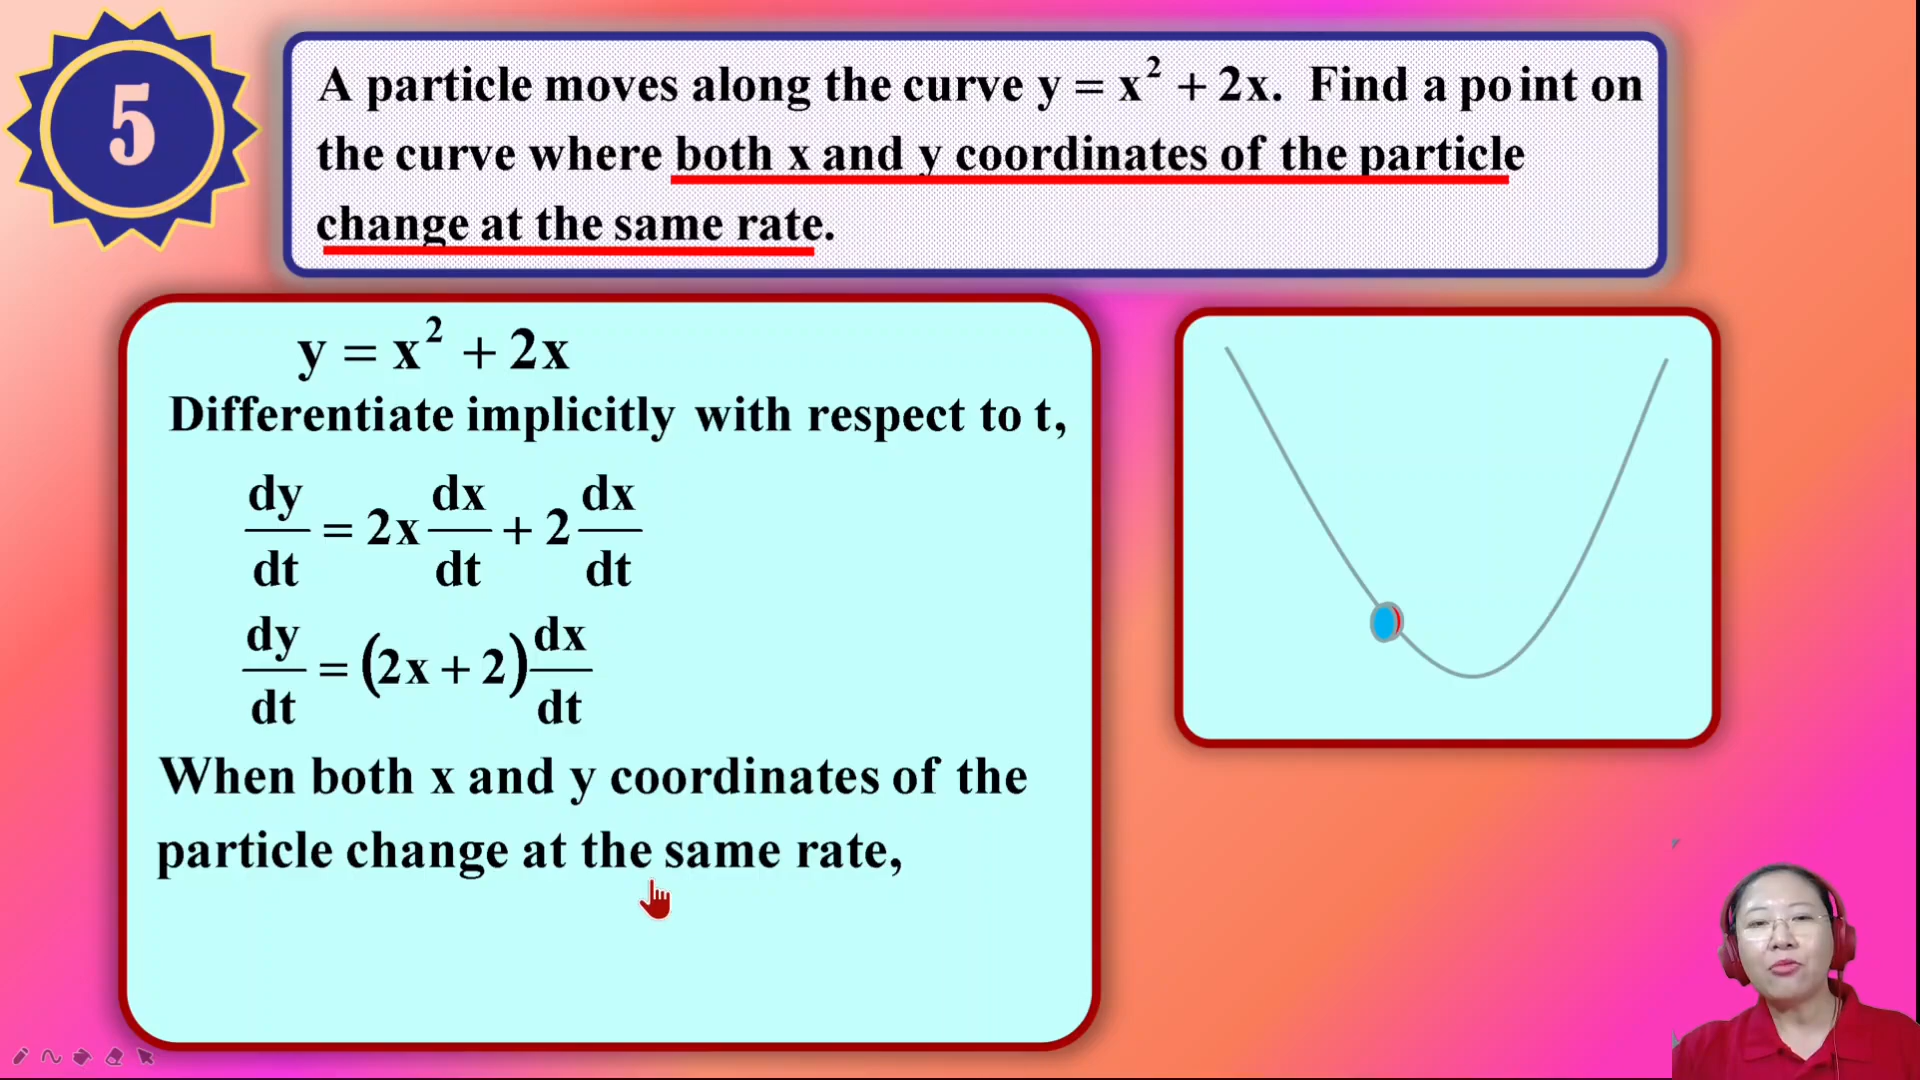 5
A particle moves along the curve y = x² + 2x. Find a point on
the curve where both x and y coordinates of the particle
change at the same rate.
y = x² + 2x
Differentiate implicitly with respect to t,
dy/dt = 2x dx/dt + 2 dx/dt
dy/dt = (2x + 2) dx/dt
When both x and y coordinates of the
particle change at the same rate,